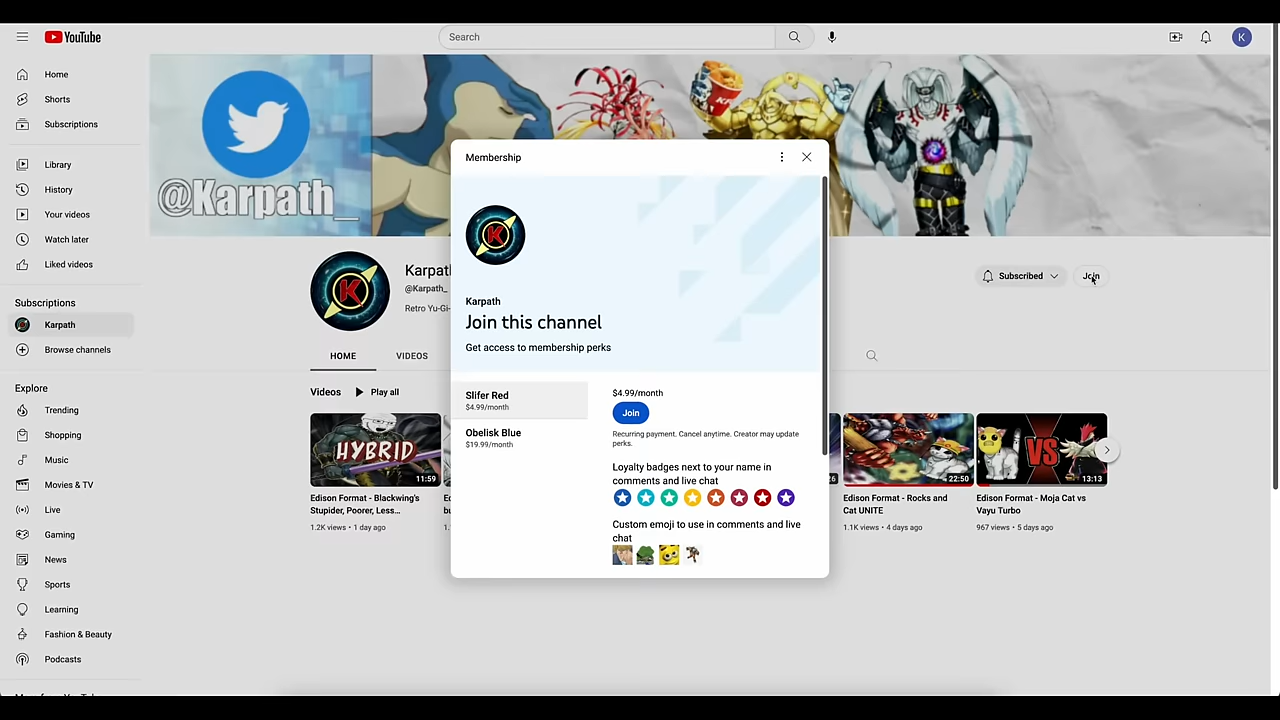 YouTube
Search
K
Home
Shorts
Subscriptions
Library
History
Your videos
Watch later
Liked videos
Subscriptions
Karpath
Browse channels
Explore
Trending
Shopping
Music
Movies & TV
Live
Gaming
News
Sports
Learning
Fashion & Beauty
Podcasts
@Karpath_
KFC
K
@Karpath_
Retro Yu-Gi-
Subscribed
Join
HOME
VIDEOS
Videos
Play all
HYBRID
11:59
Edison Format - Blackwing's
Stupider, Poorer, Less...
1.2K views • 1 day ago
22:50
Edison Format - Rocks and
Cat UNITE
1.1K views • 4 days ago
VS
13:13
Edison Format - Moja Cat vs
Vayu Turbo
967 views • 5 days ago
Membership
K
Karpath
Join this channel
Get access to membership perks
Slifer Red
$4.99/month
Obelisk Blue
$19.99/month
$4.99/month
Join
Recurring payment. Cancel anytime. Creator may update
perks.
Loyalty badges next to your name in
comments and live chat
Custom emoji to use in comments and live
chat